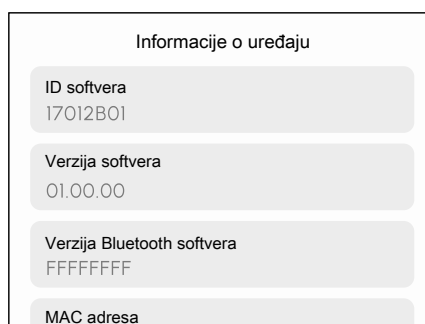 Informacije o uređaju
ID softvera
17012B01
Verzija softvera
01.00.00
Verzija Bluetooth softvera
FFFFFFFF
MAC adresa